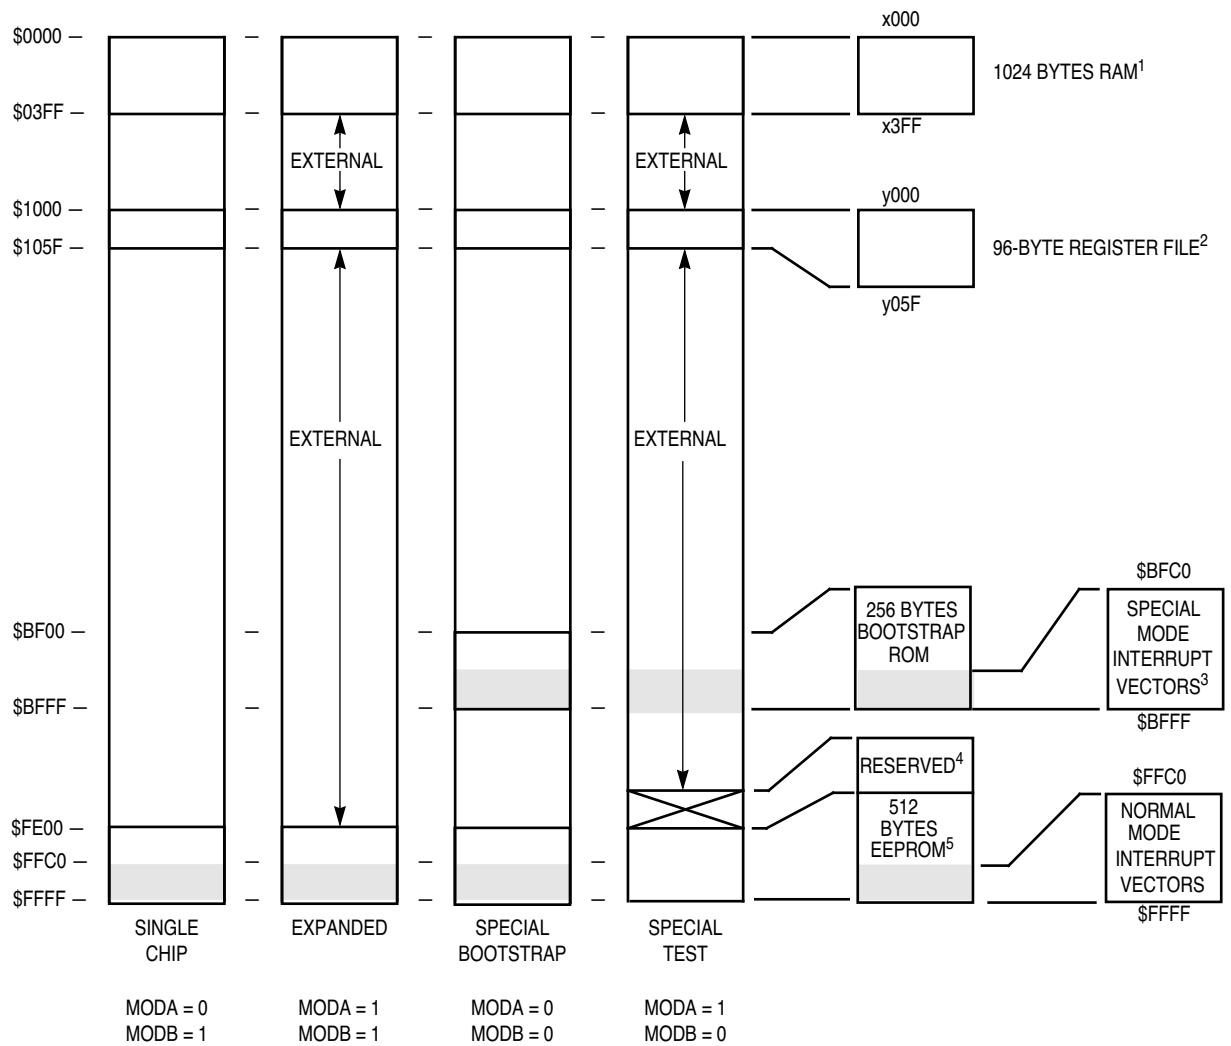 x000
$0000 –
1024 BYTES RAM1
$03FF –
x3FF
EXTERNAL
EXTERNAL
y000
$1000 –
$105F –
96-BYTE REGISTER FILE2
y05F
EXTERNAL
EXTERNAL
$BFC0
256 BYTES
BOOTSTRAP
ROM
SPECIAL
MODE
INTERRUPT
VECTORS3
$BF00 –
$BFFF –
$BFFF
RESERVED4
$FFC0
512
BYTES
EEPROM5
NORMAL
MODE
INTERRUPT
VECTORS
$FE00 –
$FFC0 –
$FFFF –
$FFFF
SINGLE
CHIP
EXPANDED
SPECIAL
BOOTSTRAP
SPECIAL
TEST
MODA = 0
MODB = 1
MODA = 1
MODB = 1
MODA = 0
MODB = 0
MODA = 1
MODB = 0